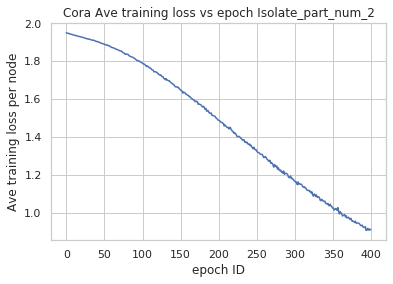 Cora Ave training loss vs epoch Isolate_part_num_2
Ave training loss per node
2.0
1.8
1.6
1.4
1.2
1.0
0 50 100 150 200 250 300 350 400
epoch ID